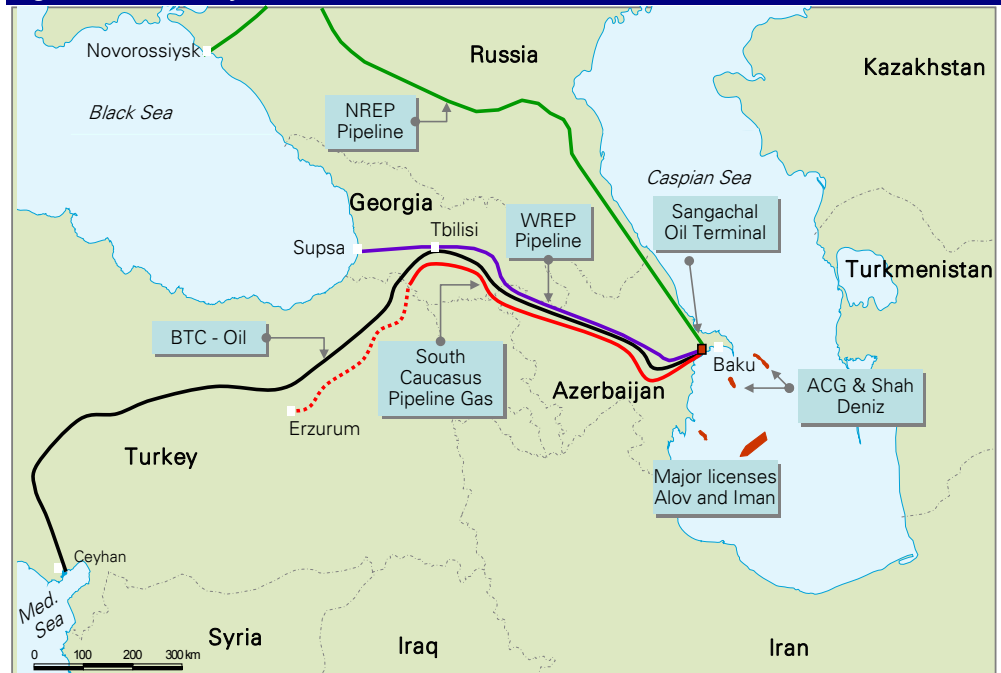 Novorossiysk
Russia
Kazakhstan
Black Sea
NREP
Pipeline
Caspian Sea
Georgia
Tbilisi
WREP
Pipeline
Sangachal
Oil Terminal
Supsa
Turkmenistan
BTC - Oil
South
Caucasus
Pipeline Gas
Baku
Azerbaijan
ACG & Shah
Deniz
Erzurum
Turkey
Major licenses
Alov and Iman
Ceyhan
Med.
Sea
Syria
Iraq
Iran
0 100 200 300 km